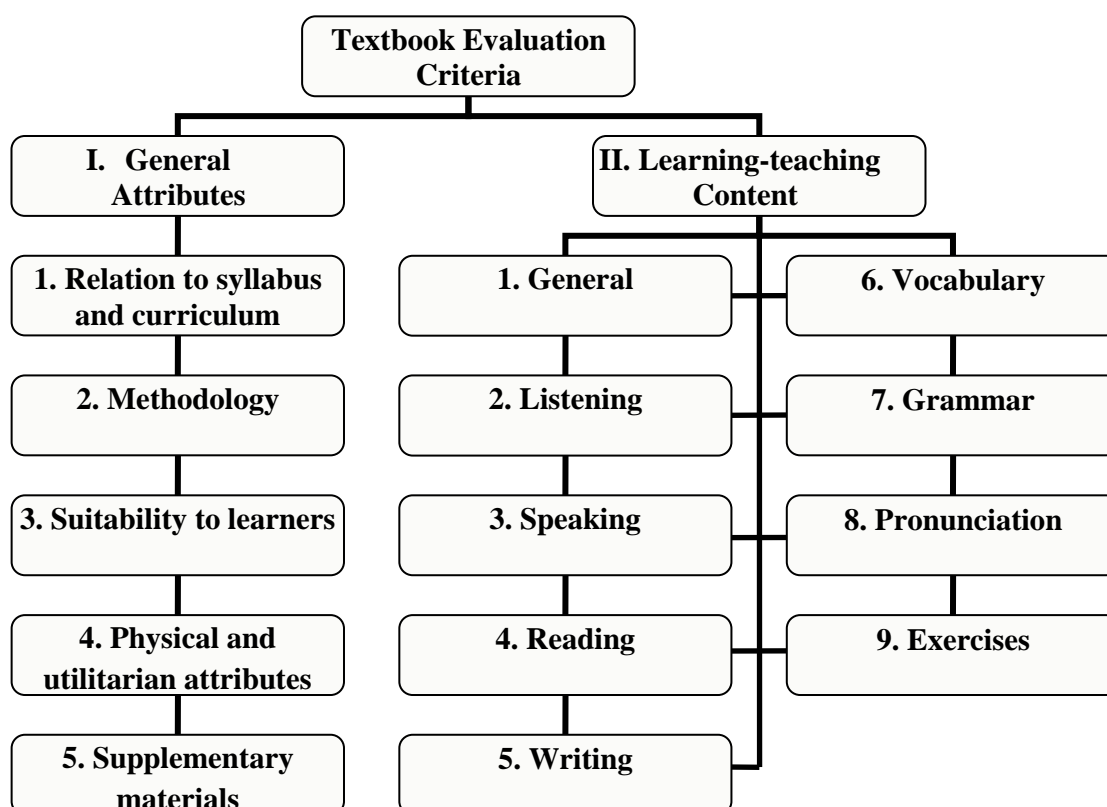 Textbook Evaluation
Criteria
I. General
Attributes
II. Learning-teaching
Content
1. Relation to syllabus
and curriculum
2. Methodology
3. Suitability to learners
4. Physical and
utilitarian attributes
5. Supplementary
materials
1. General
2. Listening
3. Speaking
4. Reading
5. Writing
6. Vocabulary
7. Grammar
8. Pronunciation
9. Exercises